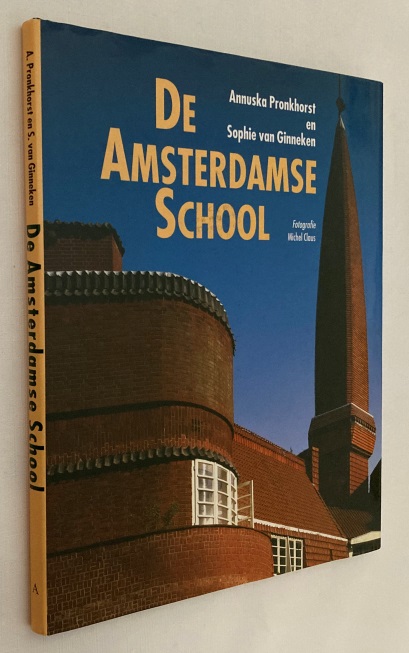 A. Pronkhorst en S. van Ginneken
De Amsterdamse School
A
Annuska Pronkhorst
en
Sophie van Ginneken
DE
AMSTERDAMSE
SCHOOL
Fotografie
Michel Claus